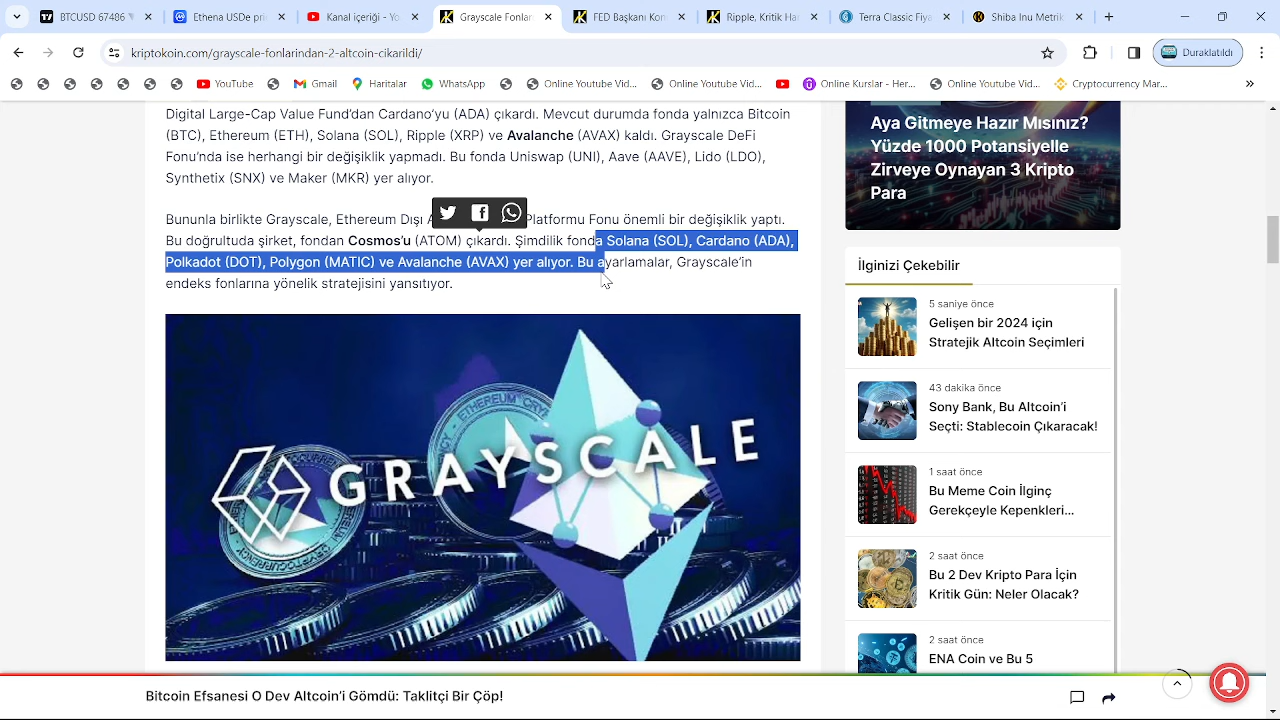 BTCUSD 67486
Ethena USDe pri
Kanal içeriği - Yo
Grayscale Fonlar
FED Başkanı Kon
Ripple Kritik Ha
Terra Classic Fiya
Shiba Inu Metrik
kriptokoin.com/grayscale-fonlarindan-2-altcoin-cikarildi/
Duraklatıldı
YouTube
Gmail
Haritalar
WhatsApp
Online Youtube Vid...
Online Youtube Vid...
Online Kurslar - Her...
Online Youtube Vid...
Cryptocurrency Mar...
Digital Large-Cap Value Fund’dan Cardano’yu (ADA) çıkardı. Mevcut durumda fonda yalnızca Bitcoin
(BTC), Ethereum (ETH), Solana (SOL), Ripple (XRP) ve Avalanche (AVAX) kaldı. Grayscale DeFi
Fonu’nda ise herhangi bir değişiklik yapmadı. Bu fonda Uniswap (UNI), Aave (AAVE), Lido (LDO),
Synthetix (SNX) ve Maker (MKR) yer alıyor.
Bununla birlikte Grayscale, Ethereum Dışı Platformu Fonu önemli bir değişiklik yaptı.
Bu doğrultuda şirket, fondan Cosmos’u (ATOM) çıkardı. Şimdilik fonda Solana (SOL), Cardano (ADA),
Polkadot (DOT), Polygon (MATIC) ve Avalanche (AVAX) yer alıyor. Bu ayarlamalar, Grayscale’in
endeks fonlarına yönelik stratejisini yansıtıyor.
GRAYSCALE
Aya Gitmeye Hazır Mısınız?
Yüzde 1000 Potansiyelle
Zirveye Oynayan 3 Kripto
Para
İlginizi Çekebilir
5 saniye önce
Gelişen bir 2024 için
Stratejik Altcoin Seçimleri
43 dakika önce
Sony Bank, Bu Altcoin’i
Seçti: Stablecoin Çıkaracak!
1 saat önce
Bu Meme Coin İlginç
Gerekçeyle Kepenkleri...
2 saat önce
Bu 2 Dev Kripto Para İçin
Kritik Gün: Neler Olacak?
2 saat önce
ENA Coin ve Bu 5
Bitcoin Efsanesi O Dev Altcoin’i Gömdü: Taklitçi Bir Çöp!